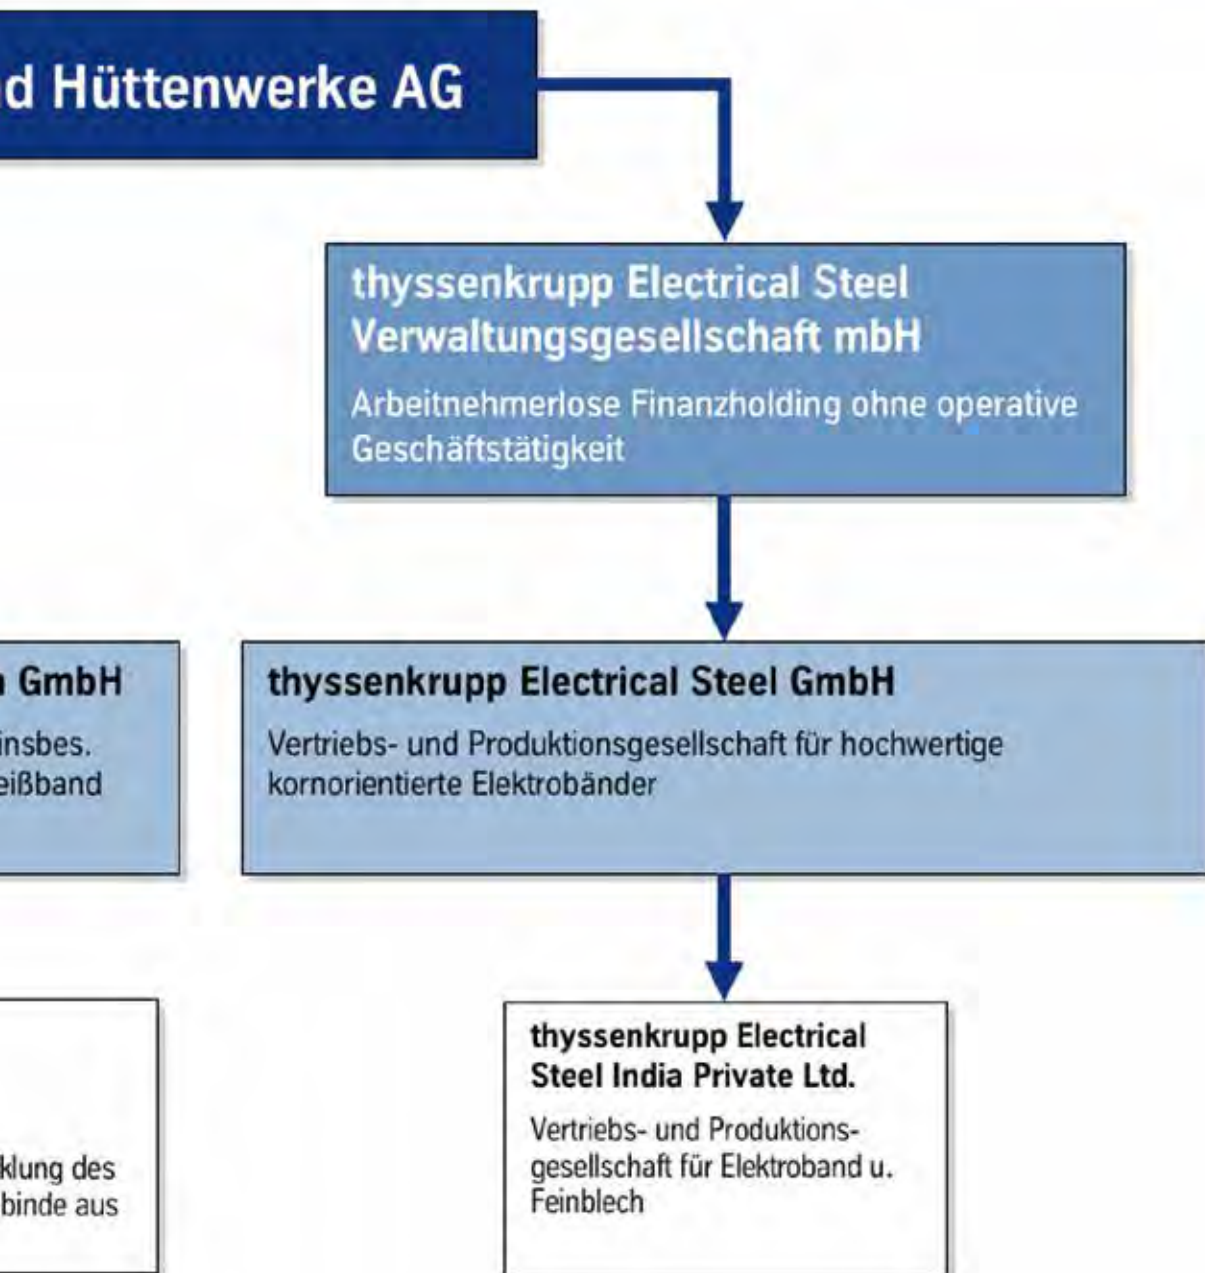 d Hüttenwerke AG
thyssenkrupp Electrical Steel
Verwaltungsgesellschaft mbH
Arbeitnehmerlose Finanzholding ohne operative
Geschäftstätigkeit
GmbH
insbes.
eißband
thyssenkrupp Electrical Steel GmbH
Vertriebs- und Produktionsgesellschaft für hochwertige
kornorientierte Elektrobänder
klung des
binde aus
thyssenkrupp Electrical
Steel India Private Ltd.
Vertriebs- und Produktions-
gesellschaft für Elektroband u.
Feinblech